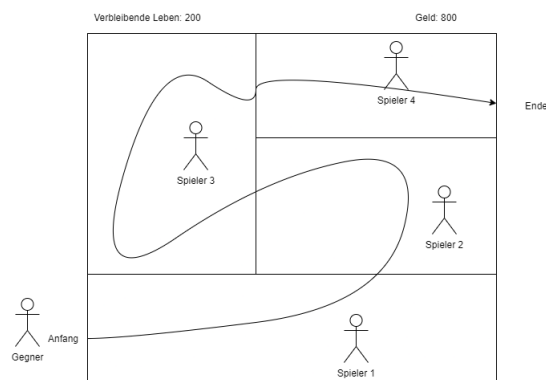 Verbleibende Leben: 200
Geld: 800
Spieler 4
Ende
Spieler 3
Spieler 2
Anfang
Gegner
Spieler 1